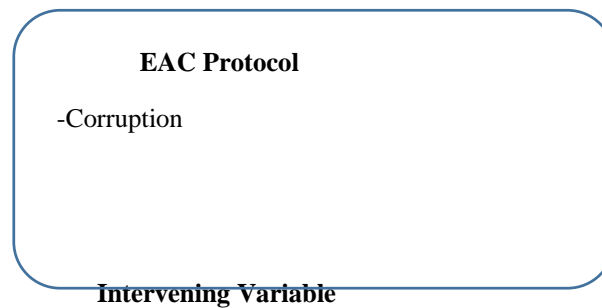 EAC Protocol
-Corruption
Intervening Variable